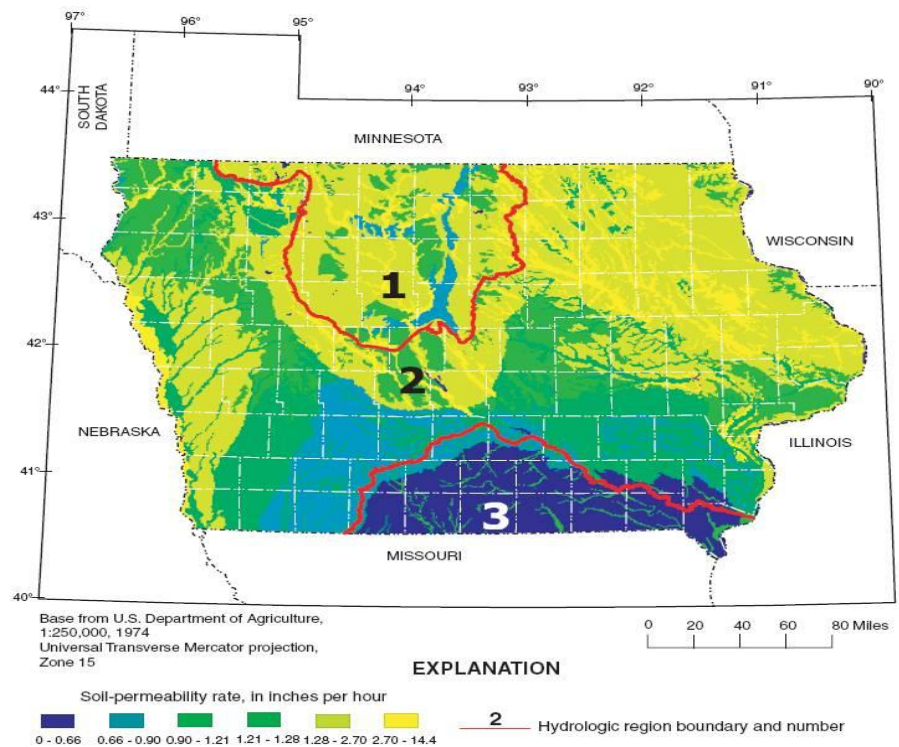 97° 96° 95°
44° 94° 93° 92° 91° 90°
SOUTH
DAKOTA
MINNESOTA
43°
WISCONSIN
1
42°
2
NEBRASKA
ILLINOIS
41°
3
MISSOURI
40°
Base from U.S. Department of Agriculture,
1:250,000, 1974
Universal Transverse Mercator projection,
Zone 15
0 20 40 60 80 Miles
EXPLANATION
Soil-permeability rate, in inches per hour
0 - 0.66 0.66 - 0.90 0.90 - 1.21 1.21 - 1.28 1.28 - 2.70 2.70 - 14.4
2 Hydrologic region boundary and number